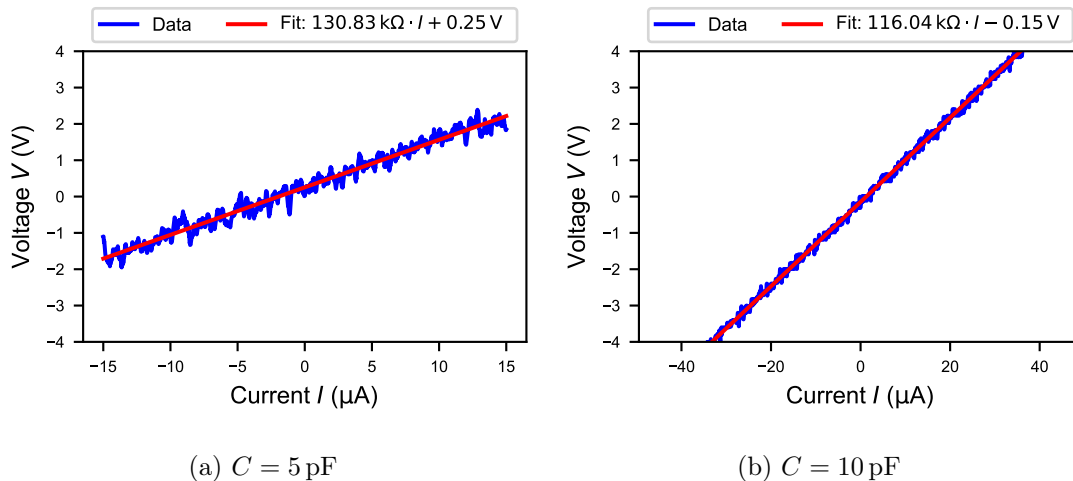 Data Fit: 130.83 kΩ · I + 0.25 V
4
3
2
1
0
−1
−2
−3
−4
Voltage V (V)
−15 −10 −5 0 5 10 15
Current I (μA)
(a) C = 5 pF
Data Fit: 116.04 kΩ · I − 0.15 V
4
3
2
1
0
−1
−2
−3
−4
Voltage V (V)
−40 −20 0 20 40
Current I (μA)
(b) C = 10 pF